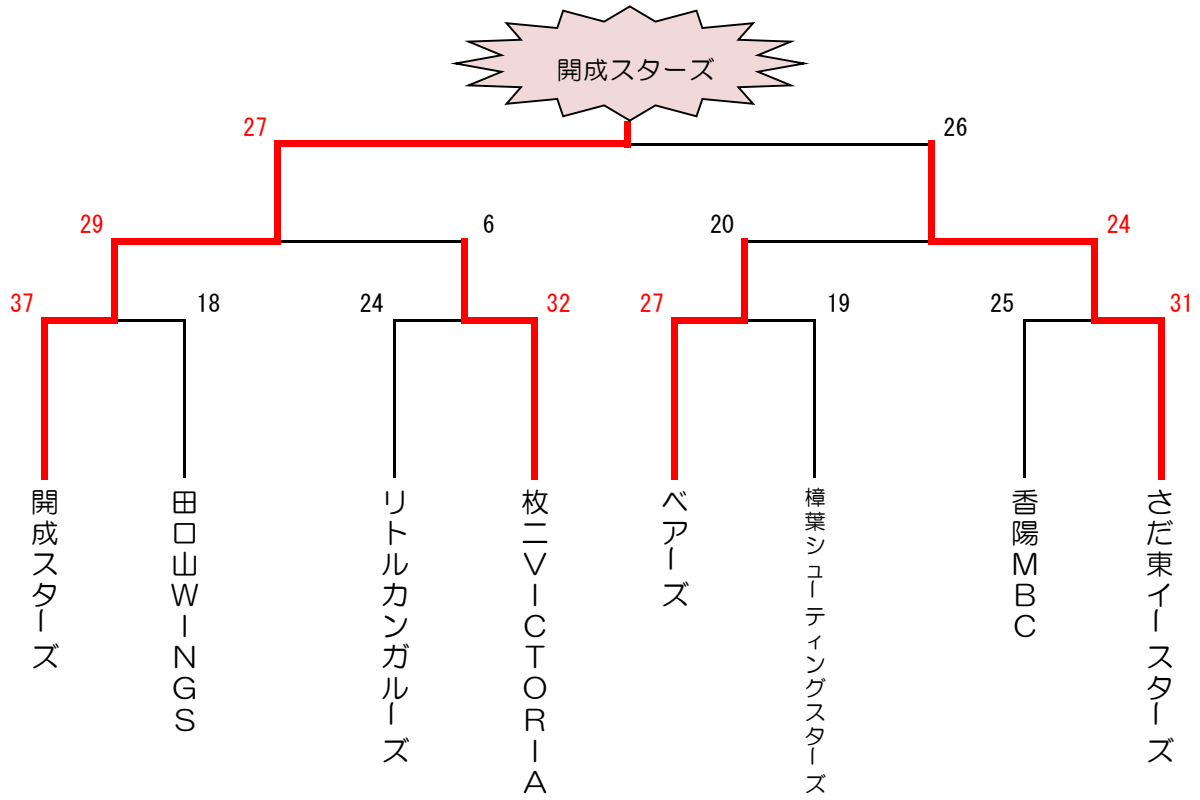 開成スターズ
27
26
29
6
20
24
37
18
24
32
27
19
25
31
開成スターズ
田口山WINGS
リトルカンガルーズ
枚二VICTORIA
ベアーズ
樟葉シューティングスターズ
香陽MBC
さだ東イースターズ